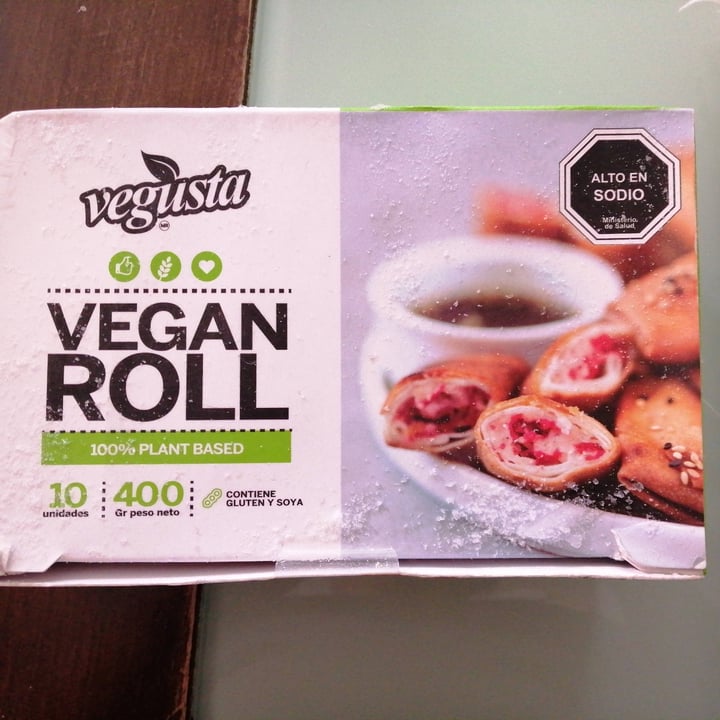 vegusta
MR
VEGAN
ROLL
100% PLANT BASED
10
unidades
400
Gr peso neto
CONTIENE
GLUTEN Y SOYA
ALTO EN
SODIO
Ministerio
de Salud